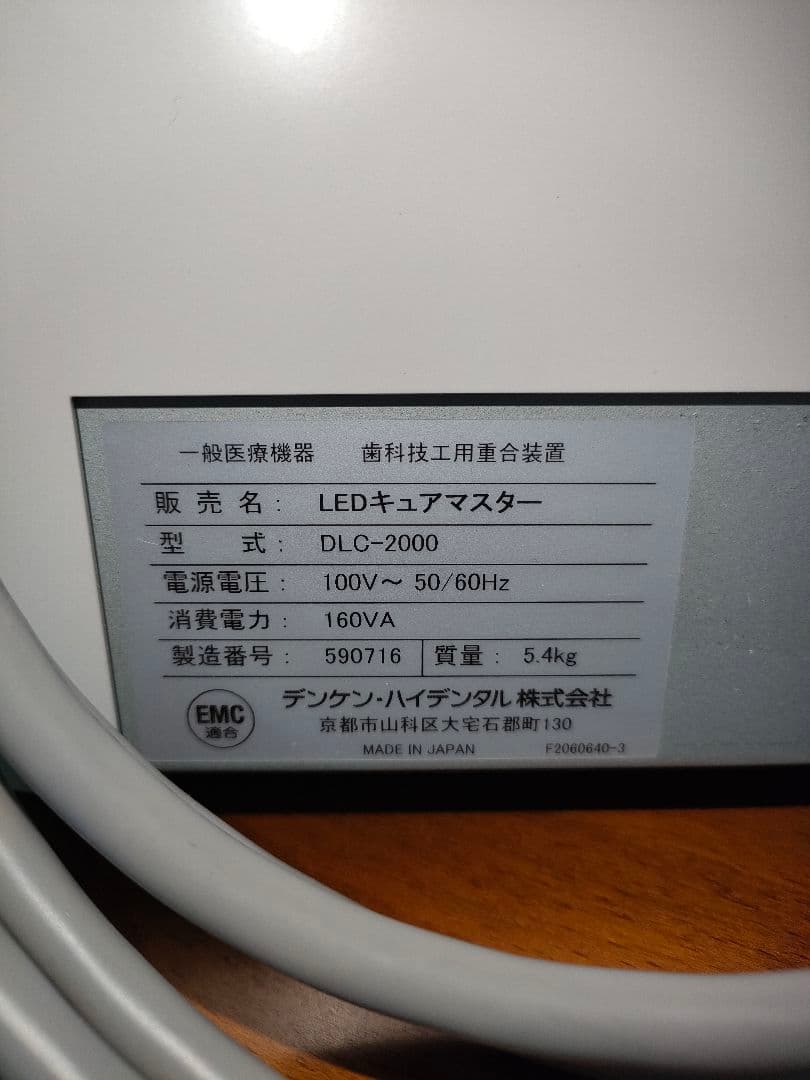 一般医療機器 歯科技工用重合装置
販売名: LEDキュアマスター
型 式: DLC-2000
電源電圧: 100V～ 50/60Hz
消費電力: 160VA
製造番号: 590716 質量: 5.4kg
EMC
適合
デンケン・ハイデンタル株式会社
京都市山科区大宅石郡町130
MADE IN JAPAN F2060640-3